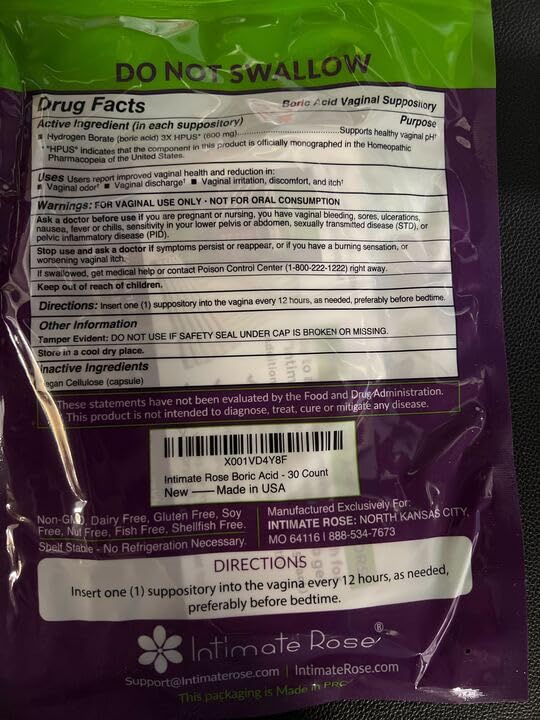 DO NOT SWALLOW
Drug Facts
Boric Acid Vaginal Suppository
Active Ingredient (in each suppository)
Purpose
▪ Hydrogen Borate (boric acid) 3X HPUS* (600 mg)..............................Supports healthy vaginal pH†
* "HPUS" indicates that the component in this product is officially monographed in the Homeopathic
Pharmacopeia of the United States.
Uses Users report improved vaginal health and reduction in:
▪ Vaginal odor† ▪ Vaginal discharge† ▪ Vaginal irritation, discomfort, and itch†
Warnings: FOR VAGINAL USE ONLY • NOT FOR ORAL CONSUMPTION
Ask a doctor before use if you are pregnant or nursing, you have vaginal bleeding, sores, ulcerations,
nausea, fever or chills, sensitivity in your lower pelvis or abdomen, sexually transmitted disease (STD), or
pelvic inflammatory disease (PID).
Stop use and ask a doctor if symptoms persist or reappear, or if you have a burning sensation, or
worsening vaginal itch.
If swallowed, get medical help or contact Poison Control Center (1-800-222-1222) right away.
Keep out of reach of children.
Directions: Insert one (1) suppository into the vagina every 12 hours, as needed, preferably before bedtime.
Other Information
Tamper Evident: DO NOT USE IF SAFETY SEAL UNDER CAP IS BROKEN OR MISSING.
Store in a cool dry place.
Inactive Ingredients
Vegan Cellulose (capsule)
These statements have not been evaluated by the Food and Drug Administration.
This product is not intended to diagnose, treat, cure or mitigate any disease.
X001VD4Y8F
Intimate Rose Boric Acid - 30 Count
New — Made in USA
Non-GMO, Dairy Free, Gluten Free, Soy
Free, Nut Free, Fish Free, Shellfish Free.
Shelf Stable - No Refrigeration Necessary.
Manufactured Exclusively For:
INTIMATE ROSE: NORTH KANSAS CITY,
MO 64116 | 888-534-7673
DIRECTIONS
Insert one (1) suppository into the vagina every 12 hours, as needed,
preferably before bedtime.
Intimate Rose®
Support@Intimaterose.com | IntimateRose.com
This packaging is Made in PRC